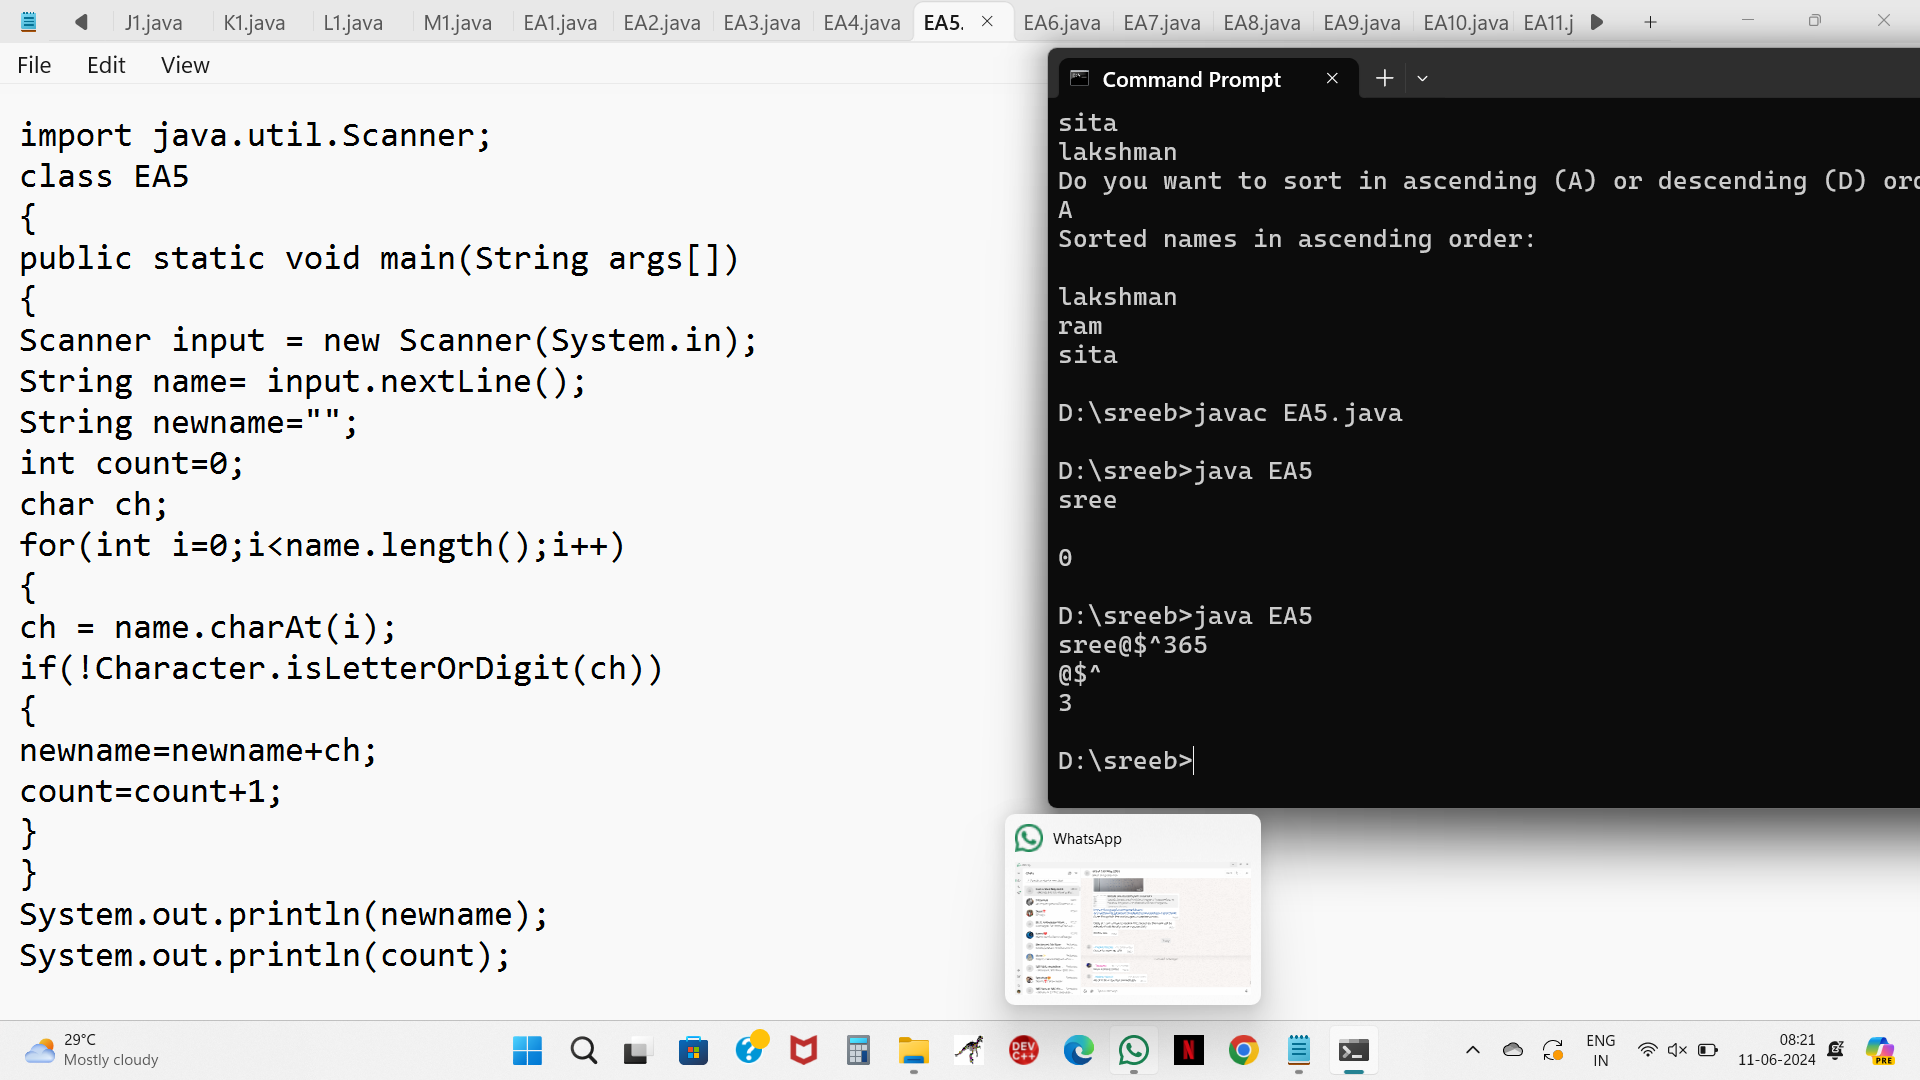 J1.java K1.java L1.java M1.java EA1.java EA2.java EA3.java EA4.java EA5. EA6.java EA7.java EA8.java EA9.java EA10.java EA11.j
File Edit View
import java.util.Scanner;
class EA5
{
public static void main(String args[])
{
Scanner input = new Scanner(System.in);
String name= input.nextLine();
String newname="";
int count=0;
char ch;
for(int i=0;i<name.length();i++)
{
ch = name.charAt(i);
if(!Character.isLetterOrDigit(ch))
{
newname=newname+ch;
count=count+1;
}
}
System.out.println(newname);
System.out.println(count);
Command Prompt
sita
lakshman
Do you want to sort in ascending (A) or descending (D) ord
A
Sorted names in ascending order:
lakshman
ram
sita
D:\sreeb>javac EA5.java
D:\sreeb>java EA5
sree
0
D:\sreeb>java EA5
sree@$^365
@$^
3
D:\sreeb>
WhatsApp
29°C
Mostly cloudy
DEV
C++
N
ENG
IN
08:21
11-06-2024
PRE